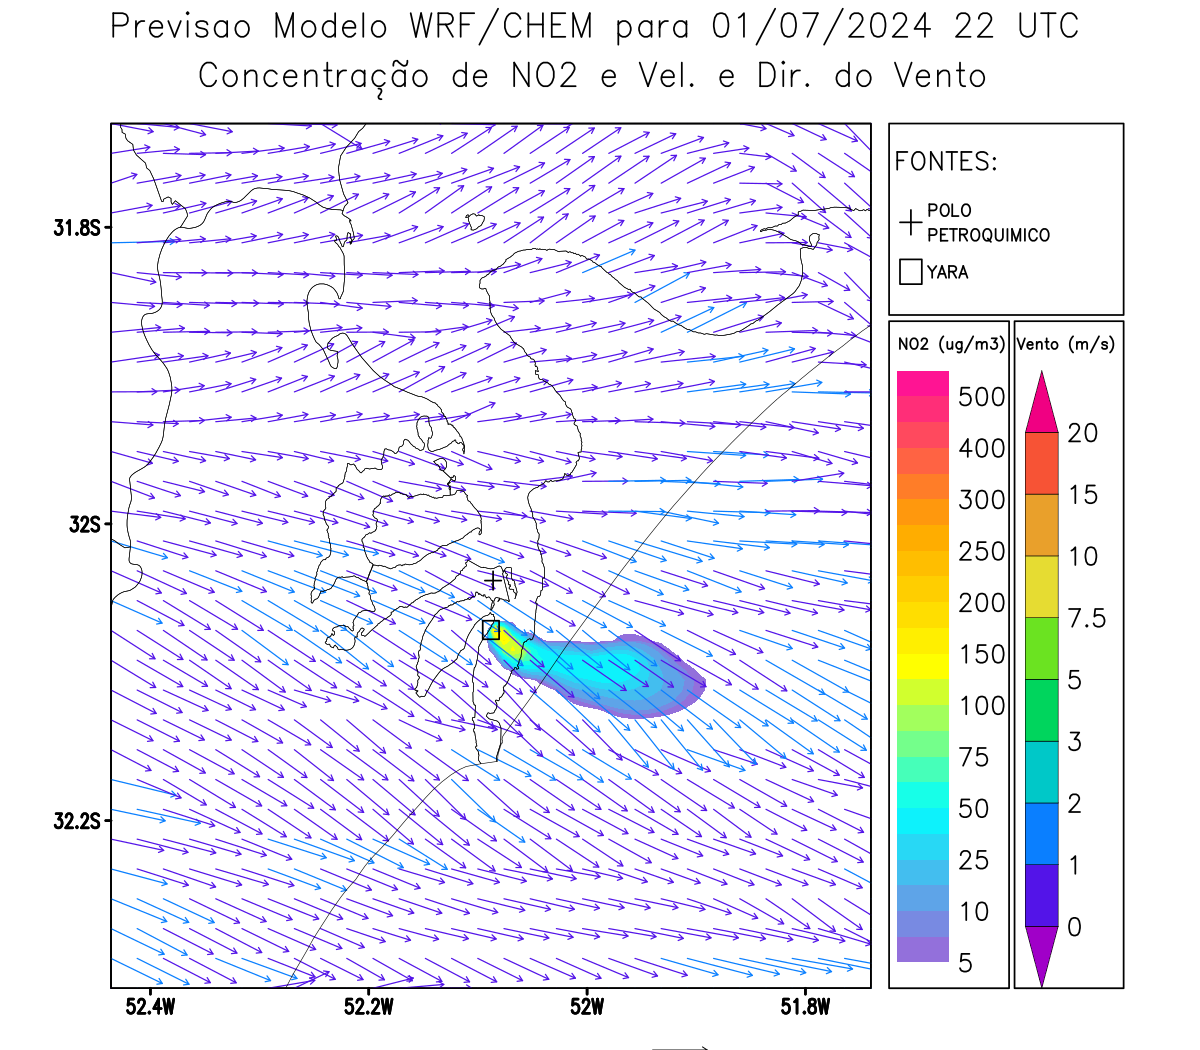 Previsao Modelo WRF/CHEM para 01/07/2024 22 UTC
Concentração de NO2 e Vel. e Dir. do Vento
FONTES:
POLO
PETROQUIMICO
YARA
NO2 (ug/m3)
500
400
300
250
200
150
100
75
50
25
10
5
Vento (m/s)
20
15
10
7.5
5
3
2
1
0
31.8S
32S
32.2S
52.4W
52.2W
52W
51.8W